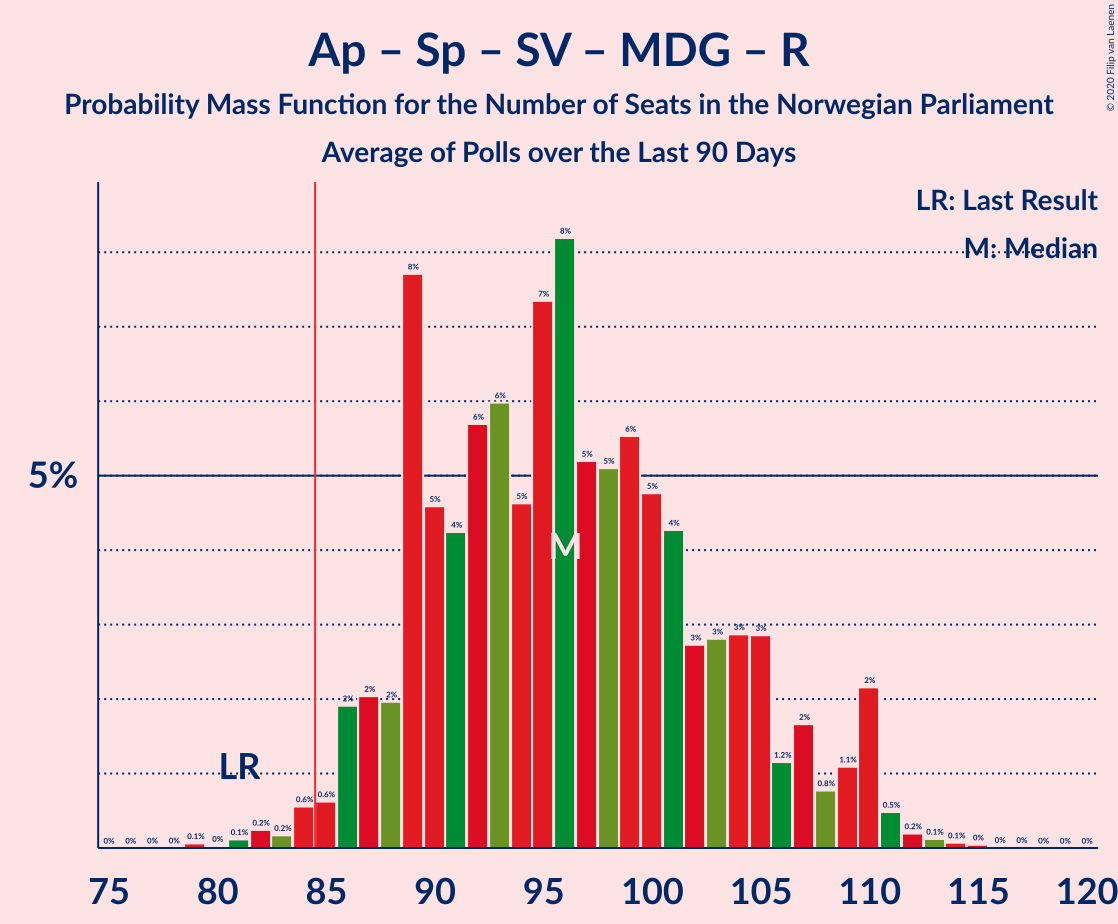 Ap – Sp – SV – MDG – R
Probability Mass Function for the Number of Seats in the Norwegian Parliament
Average of Polls over the Last 90 Days
© 2020 Filip van Laenen
LR: Last Result
M: Median
5%
LR
M
0% 0% 0% 0% 0.1% 0% 0.1% 0.2% 0.2% 0.6% 0.6% 2% 2% 2% 8% 5% 4% 6% 6% 5% 7% 8% 5% 5% 6% 5% 4% 3% 3% 3% 3% 1.2% 2% 0.8% 1.1% 2% 0.5% 0.2% 0.1% 0.1% 0% 0% 0% 0% 0% 0%
75 80 85 90 95 100 105 110 115 120